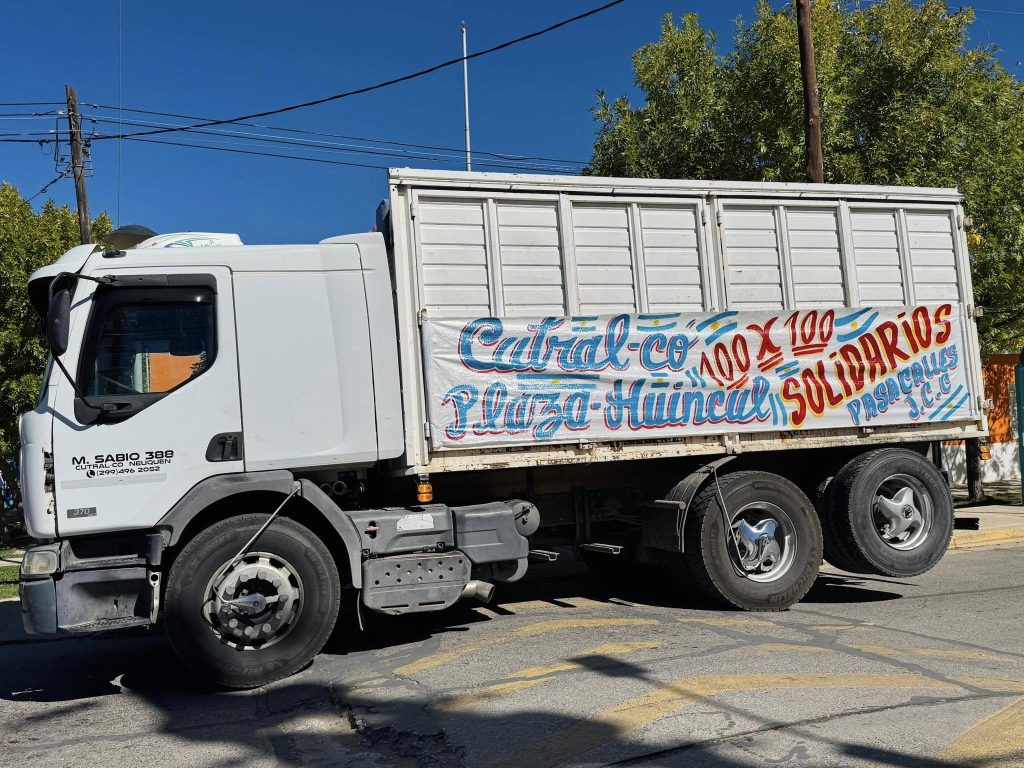 Cutral-co
Plaza-Huincul
"100 X 100
SOLiDARiOS"
PASACALLES
J.C.C
M. SABIO 388
CUTRAL-CO NEUQUEN
(299)496 2052
370